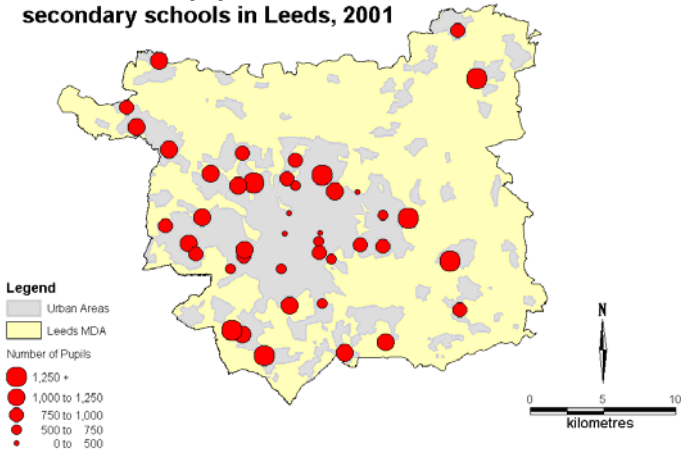 secondary schools in Leeds, 2001
Legend
Urban Areas
Leeds MDA
Number of Pupils
1,250 +
1,000 to 1,250
750 to 1,000
500 to 750
0 to 500
N
0 5 10
kilometres